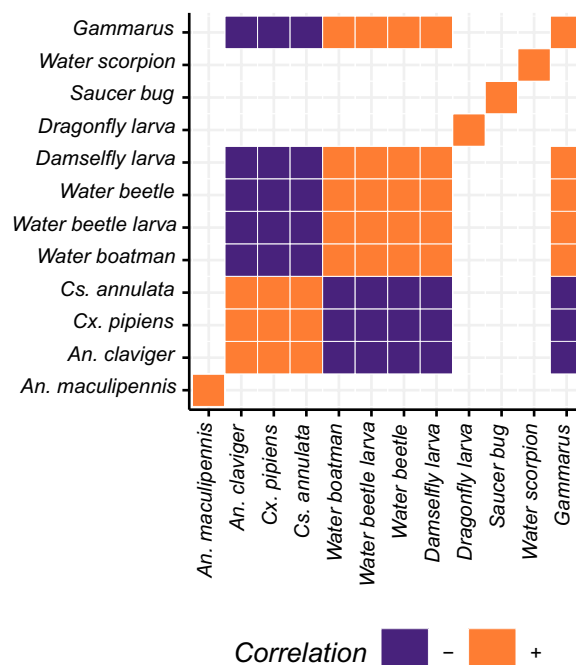 Gammarus
Water scorpion
Saucer bug
Dragonfly larva
Damselfly larva
Water beetle
Water beetle larva
Water boatman
Cs. annulata
Cx. pipiens
An. claviger
An. maculipennis
An. maculipennis
An. claviger
Cx. pipiens
Cs. annulata
Water boatman
Water beetle larva
Water beetle
Damselfly larva
Dragonfly larva
Saucer bug
Water scorpion
Gammarus
Correlation − +